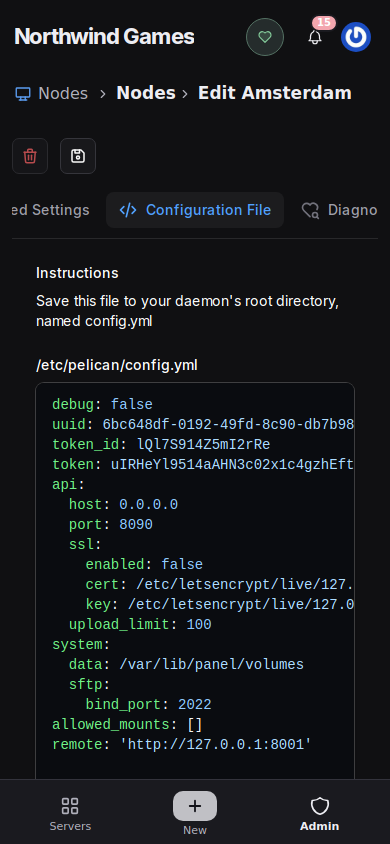 Northwind Games
15
Nodes > Nodes > Edit Amsterdam
ed Settings
Configuration File
Diagno
Instructions
Save this file to your daemon's root directory,
named config.yml
/etc/pelican/config.yml
debug: false
uuid: 6bc648df-0192-49fd-8c90-db7b98
token_id: lQl7S914Z5mI2rRe
token: uIRHeYl9514aAHN3c02x1c4gzhEft
api:
  host: 0.0.0.0
  port: 8090
  ssl:
    enabled: false
    cert: /etc/letsencrypt/live/127.
    key: /etc/letsencrypt/live/127.0
  upload_limit: 100
system:
  data: /var/lib/panel/volumes
  sftp:
    bind_port: 2022
allowed_mounts: []
remote: 'http://127.0.0.1:8001'
Servers
New
Admin